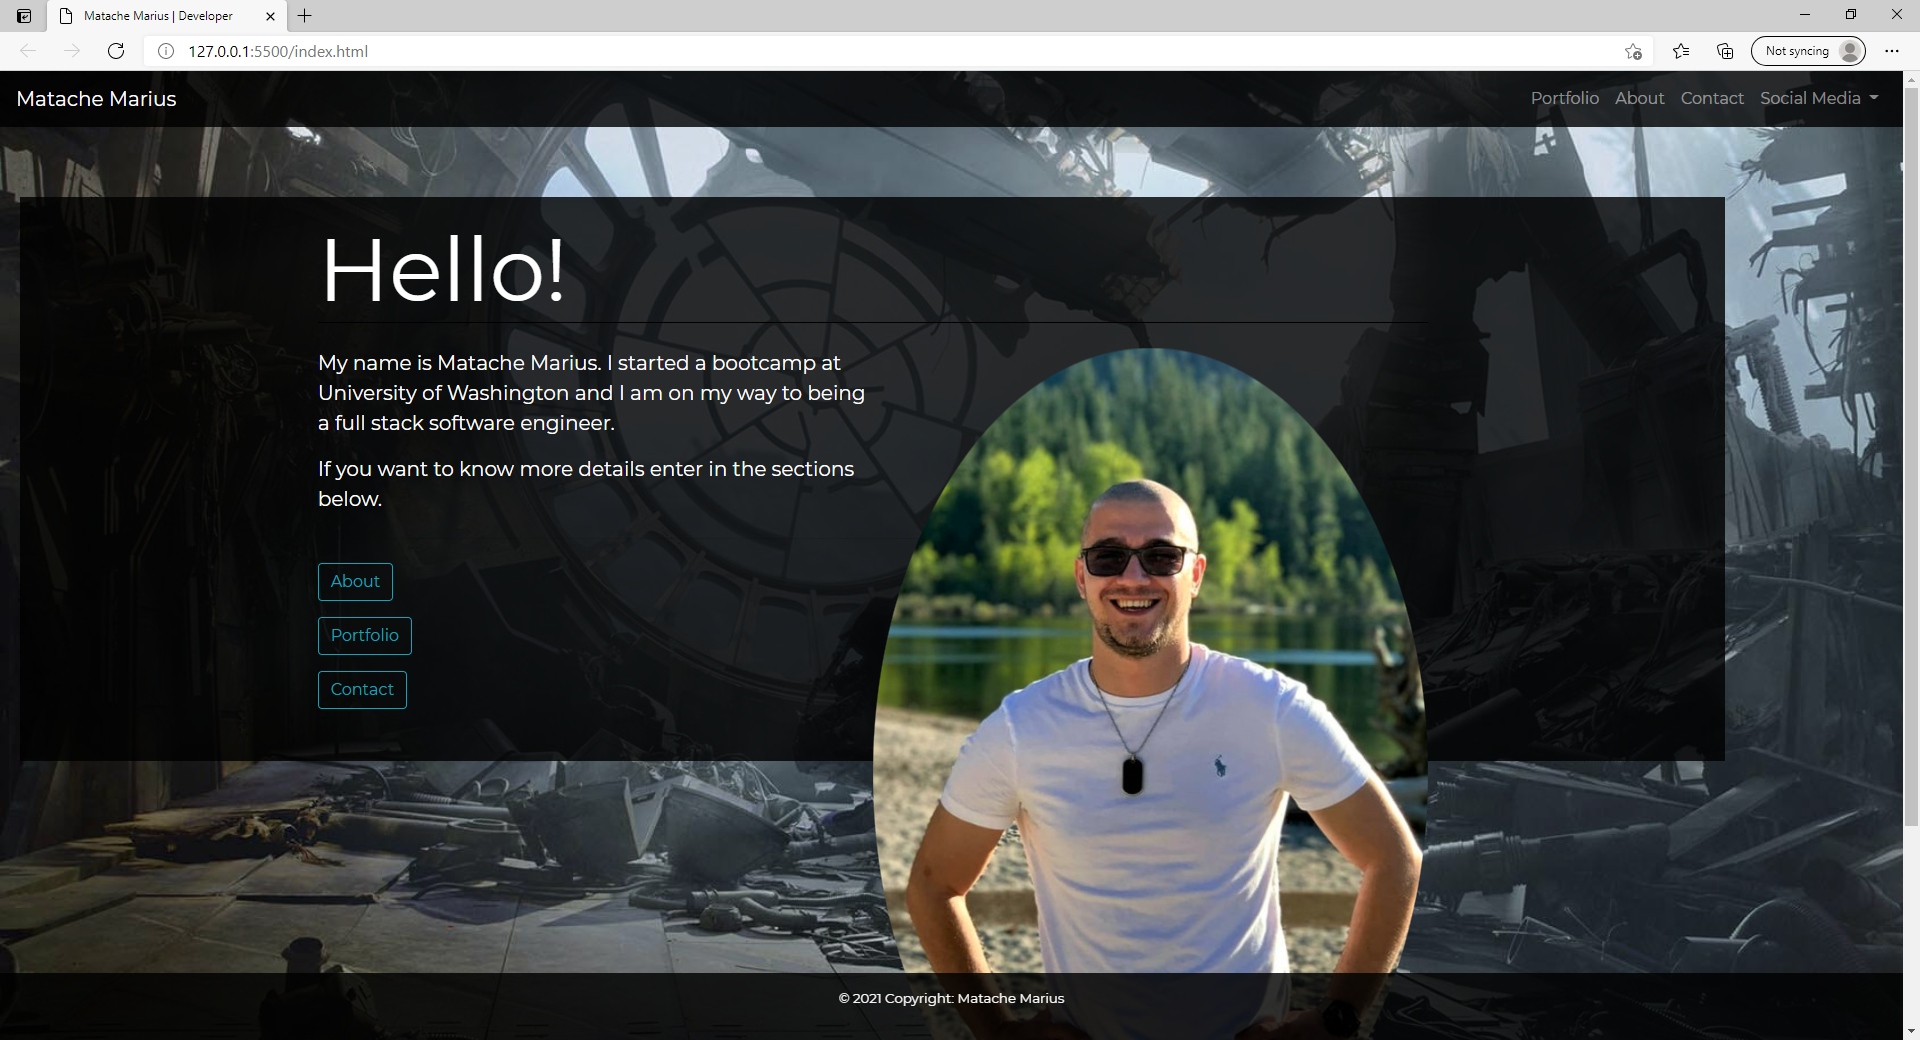 Matache Marius | Developer
127.0.0.1:5500/index.html
Not syncing
Matache Marius
Portfolio About Contact Social Media
Hello!
My name is Matache Marius. I started a bootcamp at
University of Washington and I am on my way to being
a full stack software engineer.
If you want to know more details enter in the sections
below.
About
Portfolio
Contact
© 2021 Copyright: Matache Marius